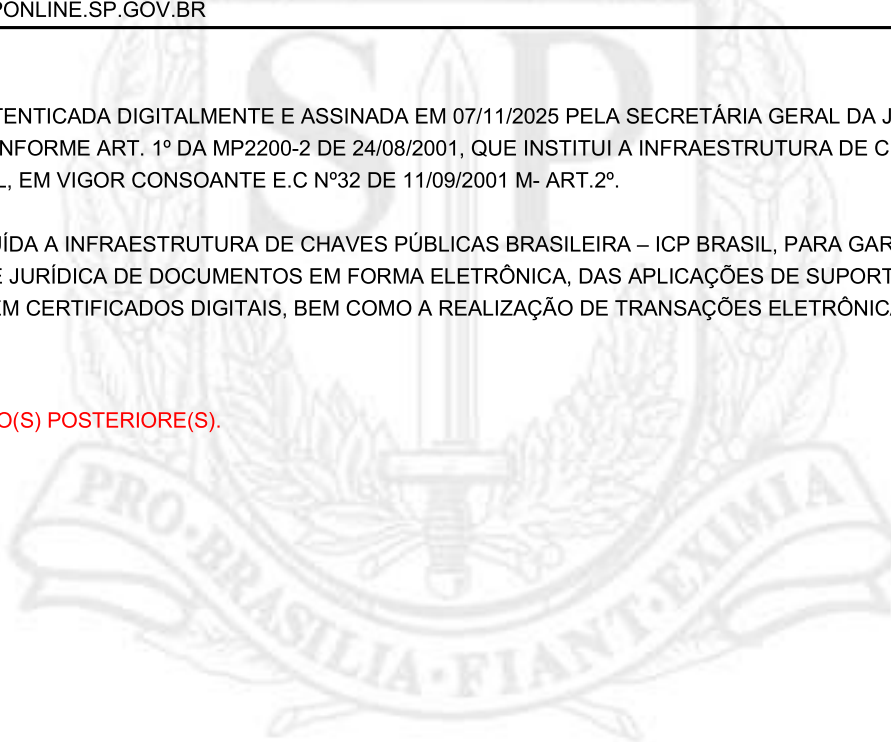 PONLINE.SP.GOV.BR
TENTICADA DIGITALMENTE E ASSINADA EM 07/11/2025 PELA SECRETÁRIA GERAL DA J
NFORME ART. 1º DA MP2200-2 DE 24/08/2001, QUE INSTITUI A INFRAESTRUTURA DE C
L, EM VIGOR CONSOANTE E.C Nº32 DE 11/09/2001 M- ART.2º.
UÍDA A INFRAESTRUTURA DE CHAVES PÚBLICAS BRASILEIRA – ICP BRASIL, PARA GAR
E JURÍDICA DE DOCUMENTOS EM FORMA ELETRÔNICA, DAS APLICAÇÕES DE SUPORT
EM CERTIFICADOS DIGITAIS, BEM COMO A REALIZAÇÃO DE TRANSAÇÕES ELETRÔNICA
O(S) POSTERIORE(S).
SP
PRO·BRASILIA·FIANT·EXIMIA